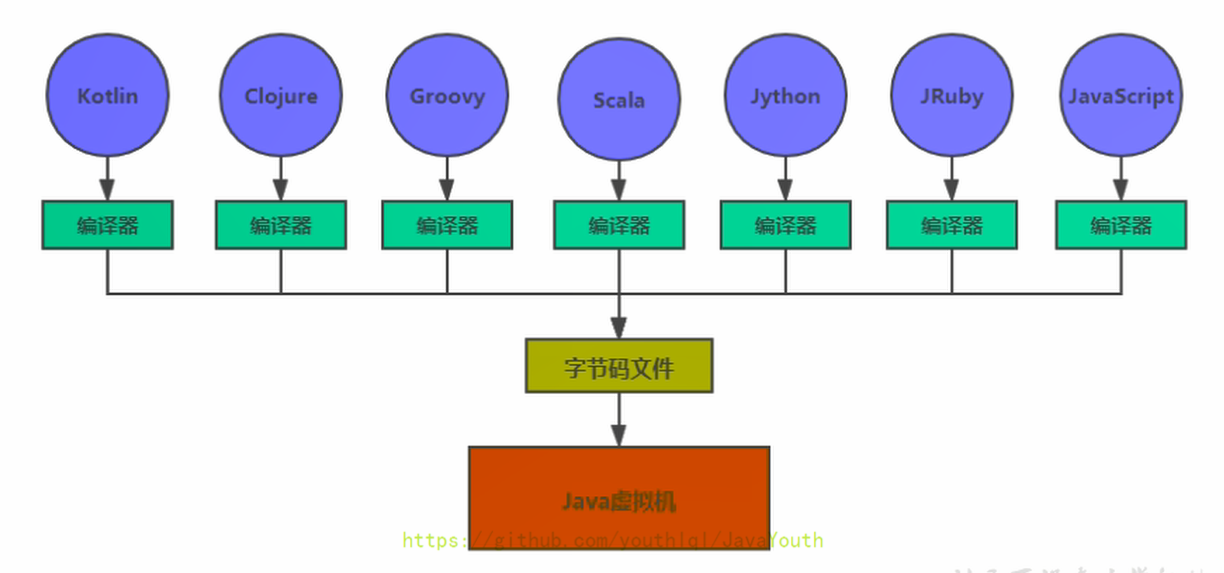 Kotlin
Clojure
Groovy
Scala
Jython
JRuby
JavaScript
编译器
编译器
编译器
编译器
编译器
编译器
编译器
字节码文件
Java虚拟机
https://github.com/youthlql/JavaYouth